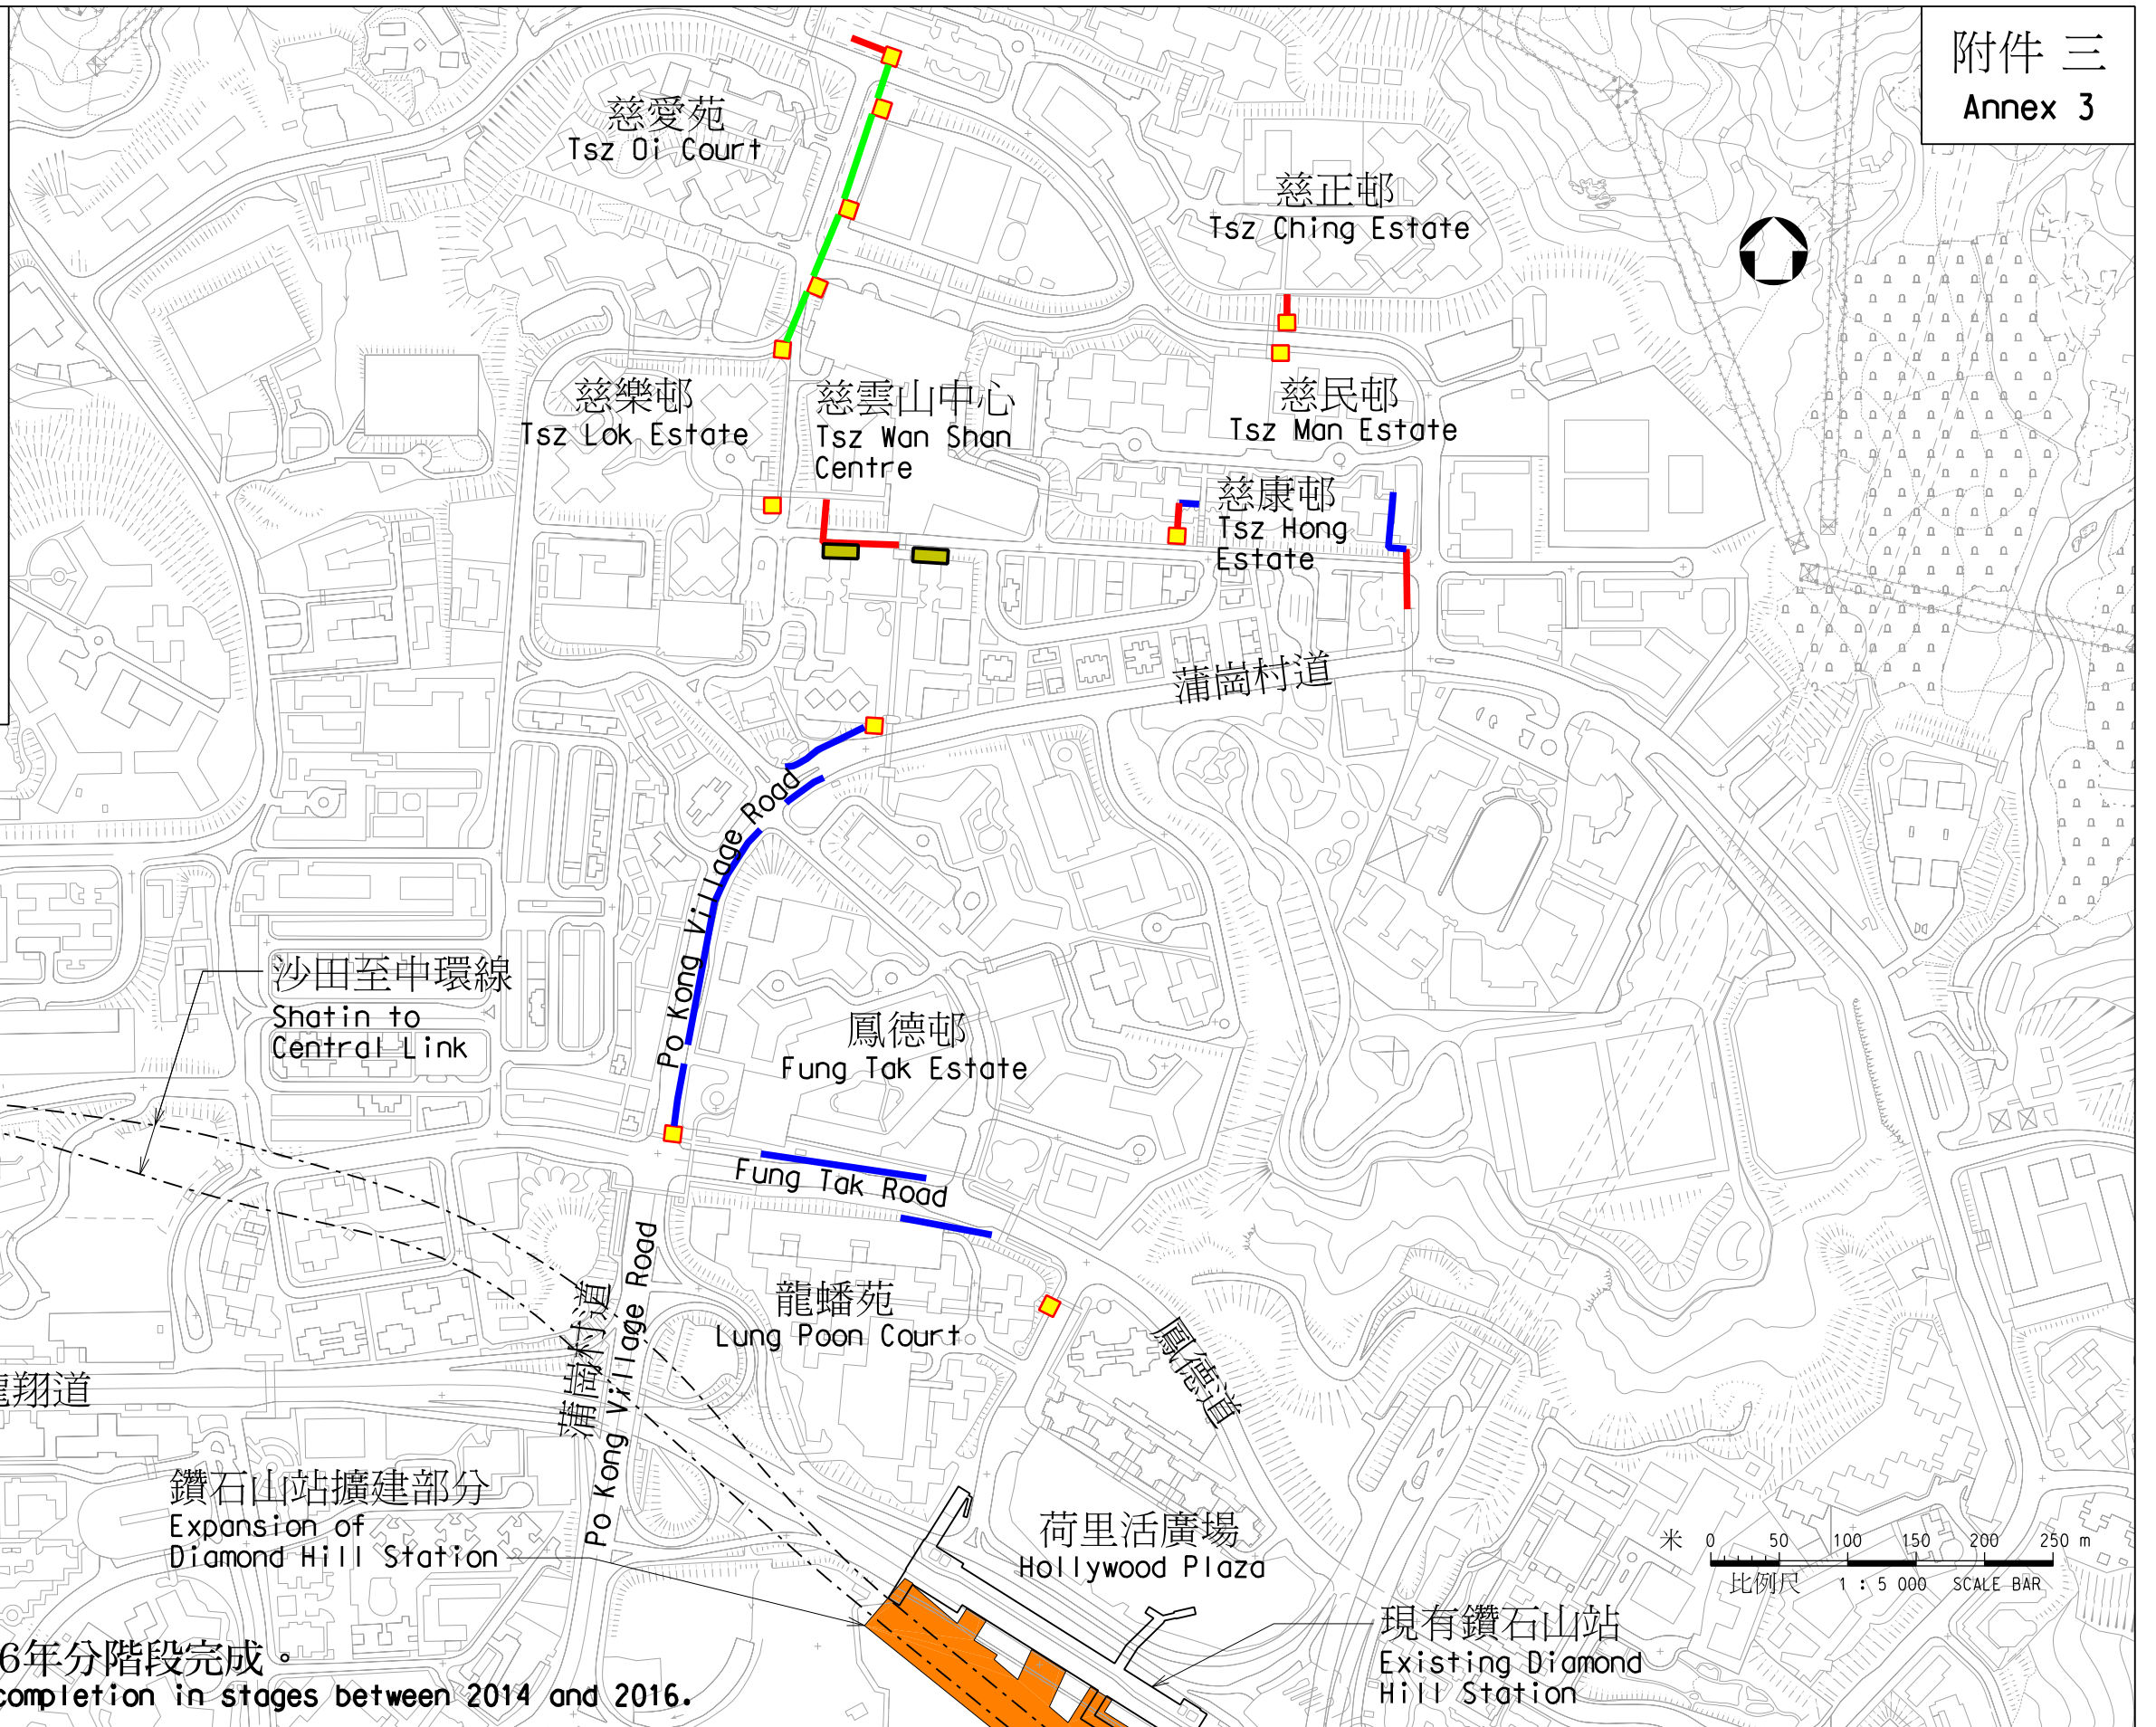 附件 三
Annex 3
慈愛苑
Tsz Oi Court
慈正邨
Tsz Ching Estate
慈樂邨
Tsz Lok Estate
慈雲山中心
Tsz Wan Shan
Centre
慈民邨
Tsz Man Estate
慈康邨
Tsz Hong
Estate
蒲崗村道
Po Kong Village Road
沙田至中環線
Shatin to
Central Link
鳳德邨
Fung Tak Estate
Fung Tak Road
龍蟠苑
Lung Poon Court
蒲崗村道
Po Kong Village Road
Po Kong Village Road
鳳德道
翔道
鑽石山站擴建部分
Expansion of
Diamond Hill Station
荷里活廣場
Hollywood Plaza
米 0 50 100 150 200 250 m
比例尺 1 : 5 000 SCALE BAR
現有鑽石山站
Existing Diamond
Hill Station
6年分階段完成。
completion in stages between 2014 and 2016.